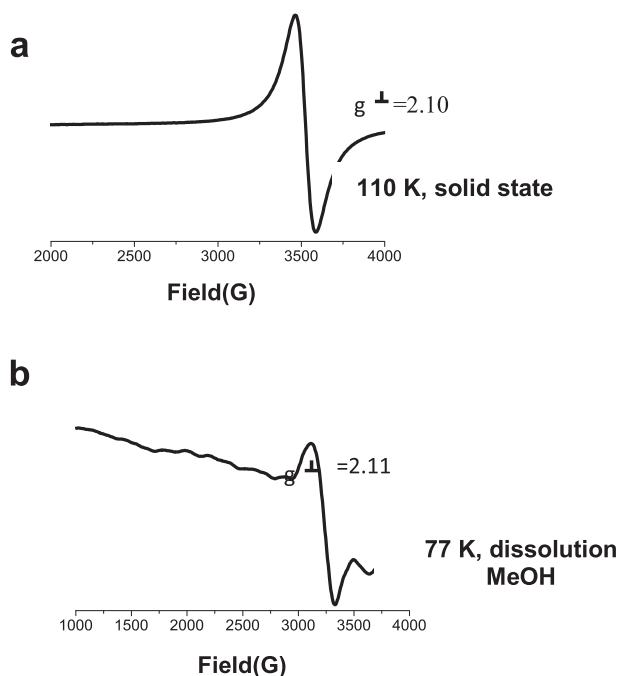 a
g ⊥ =2.10
110 K, solid state
2000 2500 3000 3500 4000
Field(G)
b
g ⊥ =2.11
77 K, dissolution
MeOH
1000 1500 2000 2500 3000 3500 4000
Field(G)